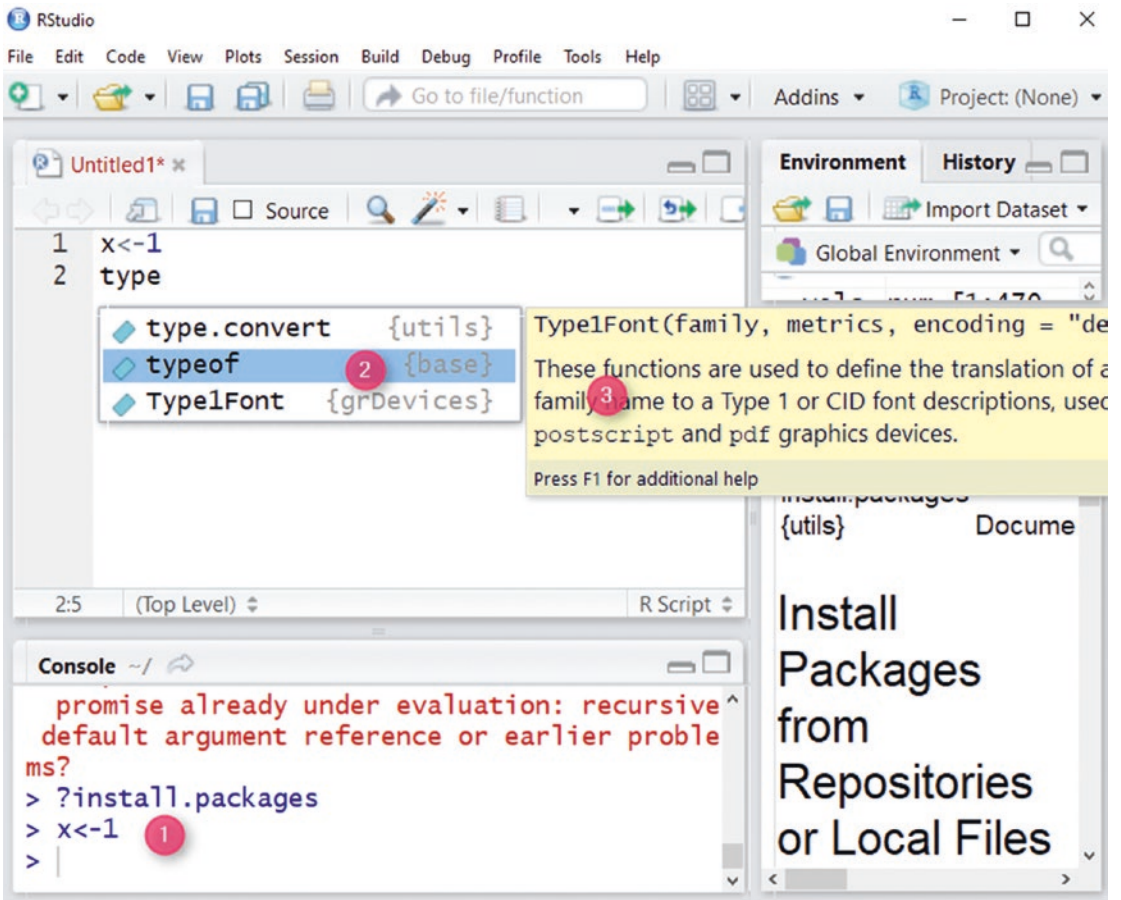 RStudio
File Edit Code View Plots Session Build Debug Profile Tools Help
Go to file/function
Addins
Project: (None)
Untitled1*
Source
1 x<-1
2 type
type.convert {utils}
typeof {base}
Type1Font {grDevices}
2
Type1Font(family, metrics, encoding = "de
These functions are used to define the translation of a
family name to a Type 1 or CID font descriptions, used
postscript and pdf graphics devices.
Press F1 for additional help
3
2:5 (Top Level) R Script
Console ~/
promise already under evaluation: recursive
default argument reference or earlier proble
ms?
> ?install.packages
> x<-1
>
1
Environment History
Import Dataset
Global Environment
install.packages
{utils} Docume
Install
Packages
from
Repositories
or Local Files